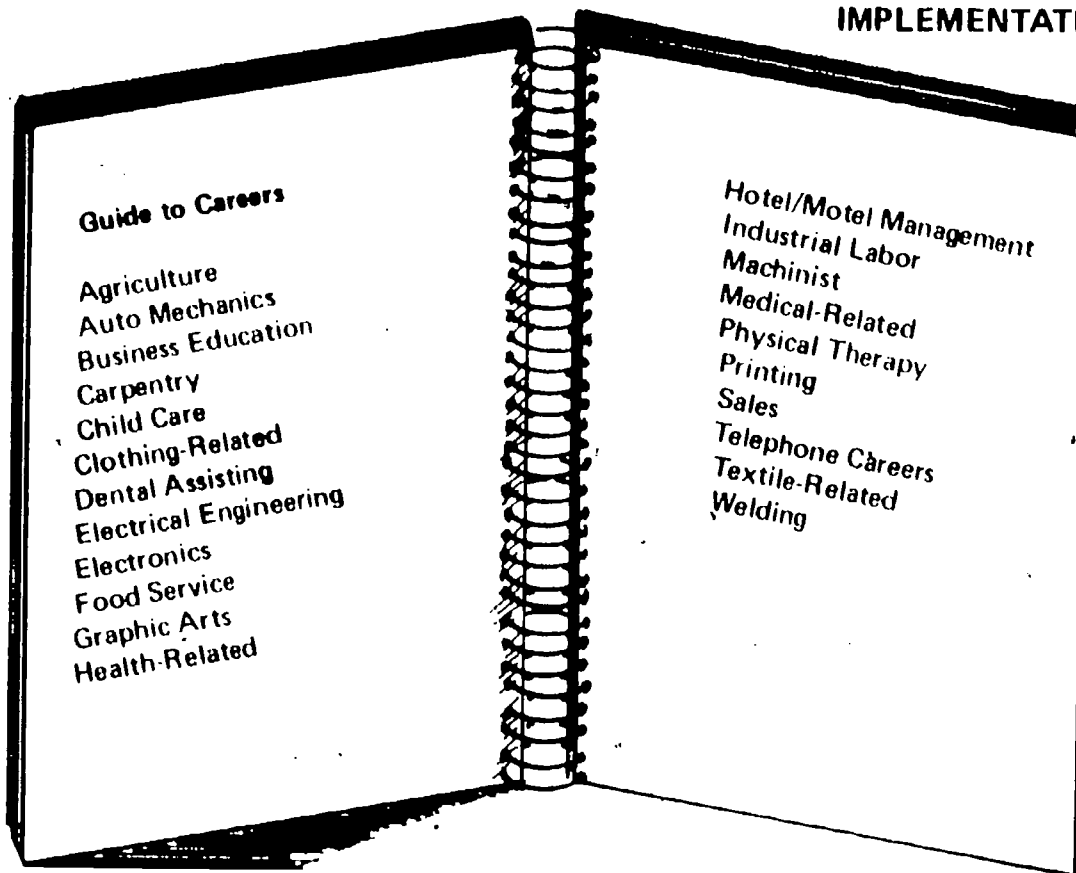 IMPLEMENTATI
Guide to Careers
Agriculture
Auto Mechanics
Business Education
Carpentry
Child Care
Clothing-Related
Dental Assisting
Electrical Engineering
Electronics
Food Service
Graphic Arts
Health-Related
Hotel/Motel Management
Industrial Labor
Machinist
Medical-Related
Physical Therapy
Printing
Sales
Telephone Careers
Textile-Related
Welding